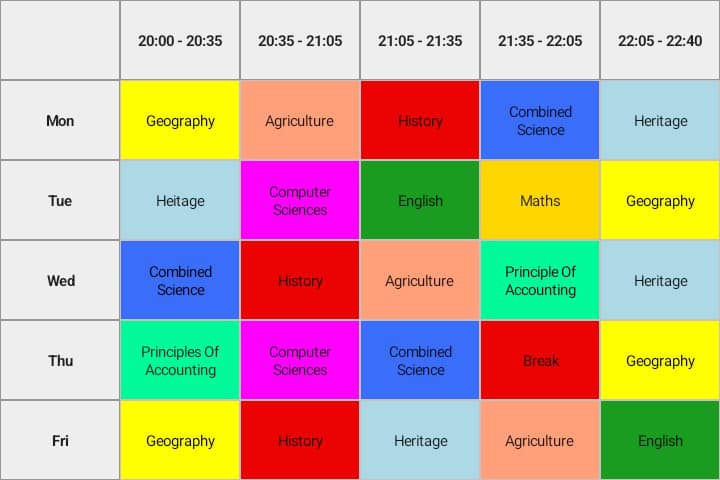 20:00 - 20:35 20:35 - 21:05 21:05 - 21:35 21:35 - 22:05 22:05 - 22:40
Mon Geography Agriculture History Combined Science Heritage
Tue Heitage Computer Sciences English Maths Geography
Wed Combined Science History Agriculture Principle Of Accounting Heritage
Thu Principles Of Accounting Computer Sciences Combined Science Break Geography
Fri Geography History Heritage Agriculture English